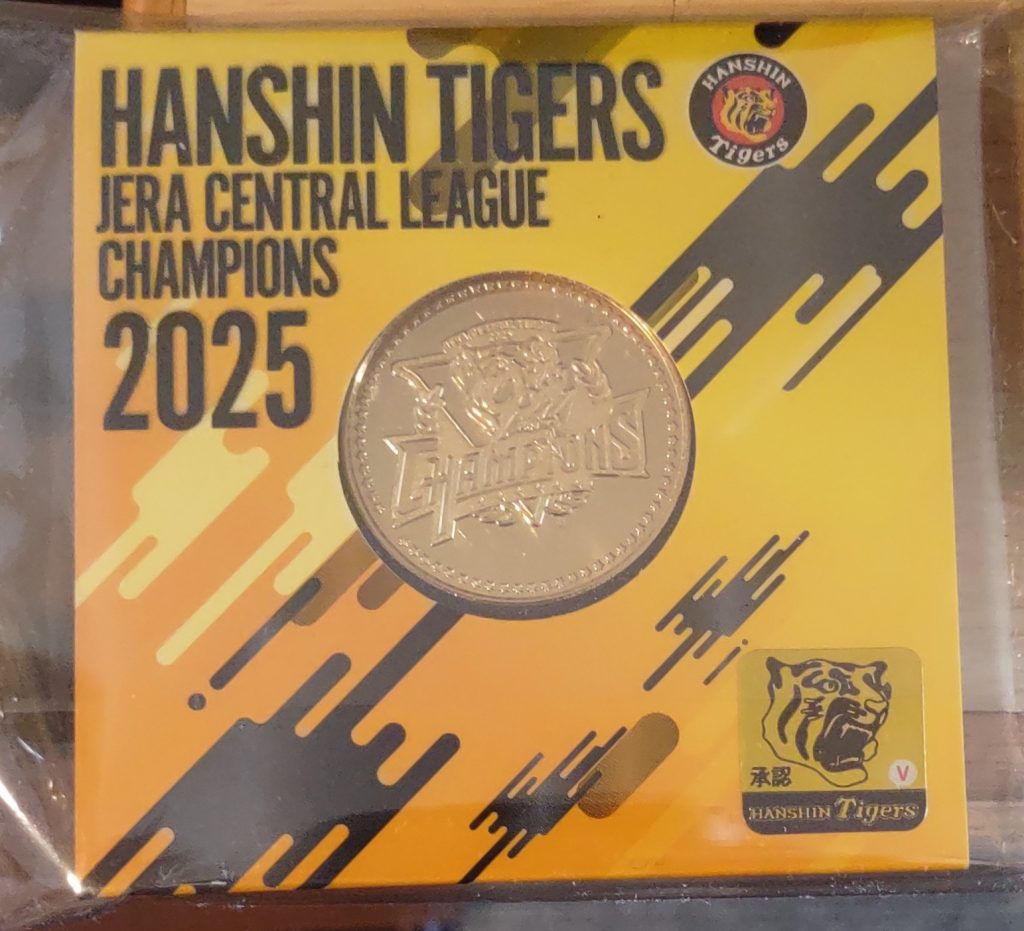 HANSHIN TIGERS
HANSHIN
Tigers
JERA CENTRAL LEAGUE
CHAMPIONS
2025
CHAMPIONS
承認
V
HANSHIN Tigers